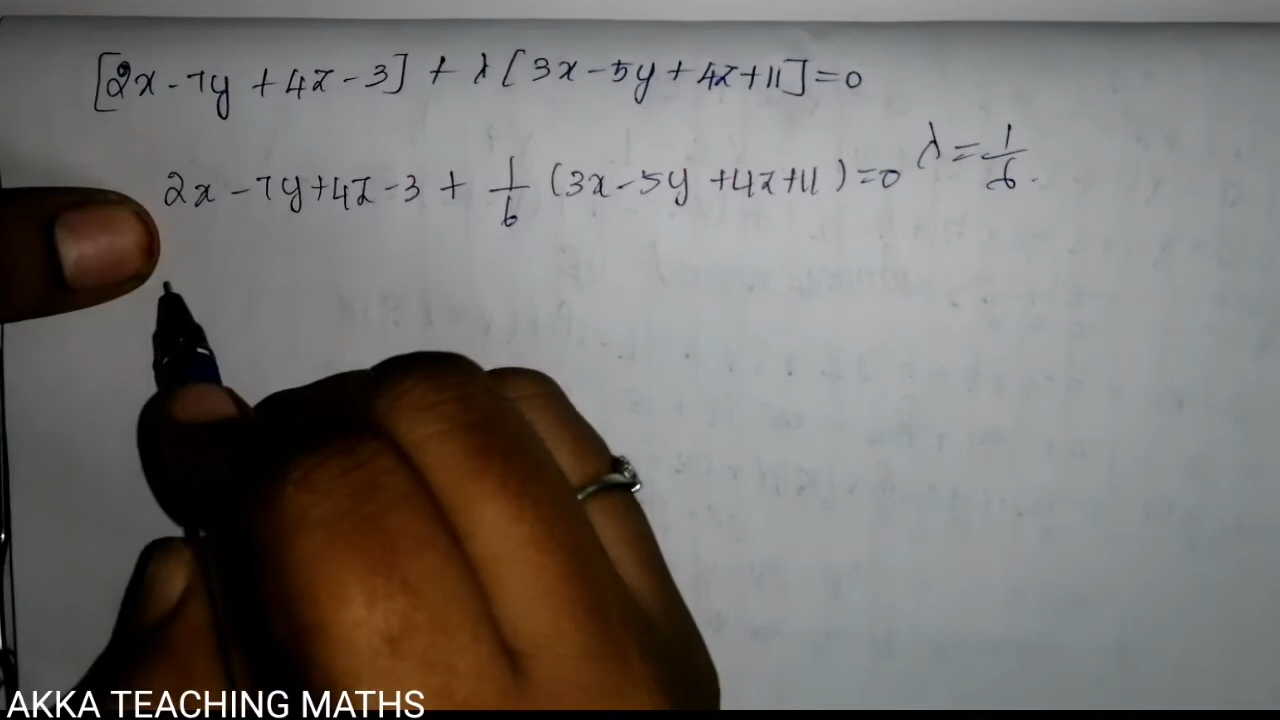 [2x - 7y + 4z - 3] + λ [3x - 5y + 4z + 11] = 0
λ = 1/6.
2x - 7y + 4z - 3 + 1/6 (3x - 5y + 4z + 11) = 0
AKKA TEACHING MATHS